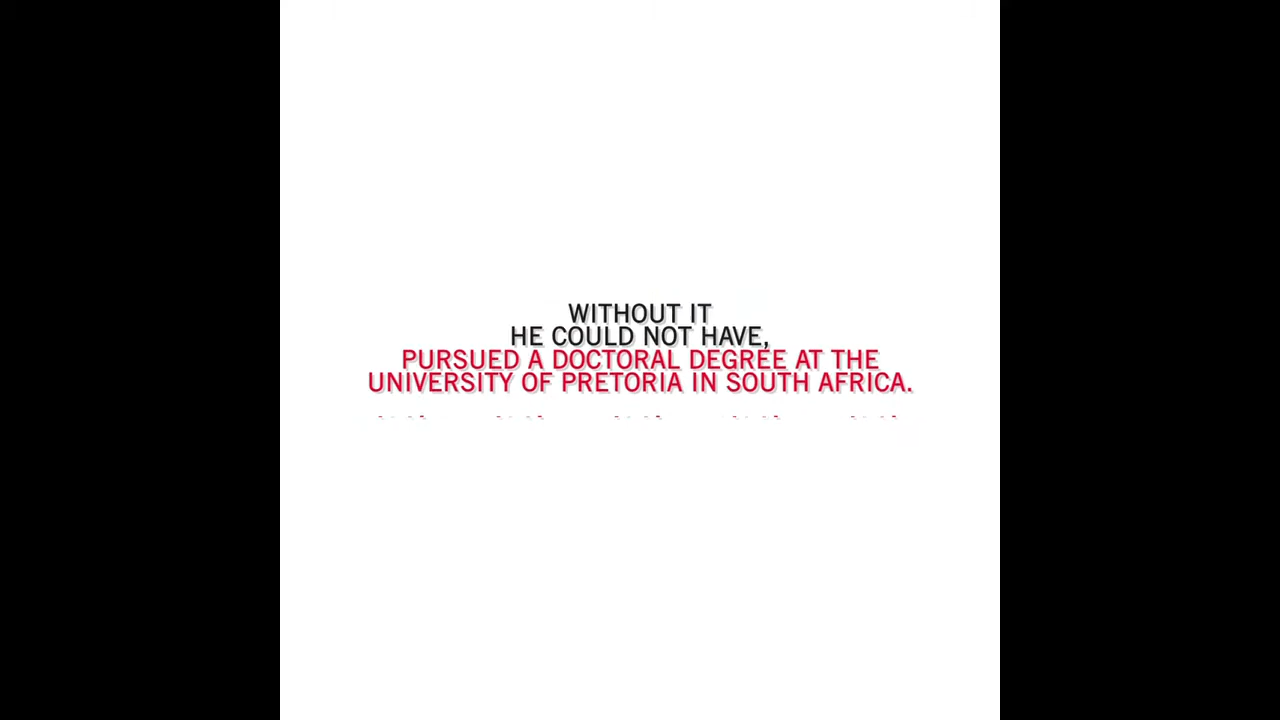 WITHOUT IT
HE COULD NOT HAVE,
PURSUED A DOCTORAL DEGREE AT THE
UNIVERSITY OF PRETORIA IN SOUTH AFRICA.